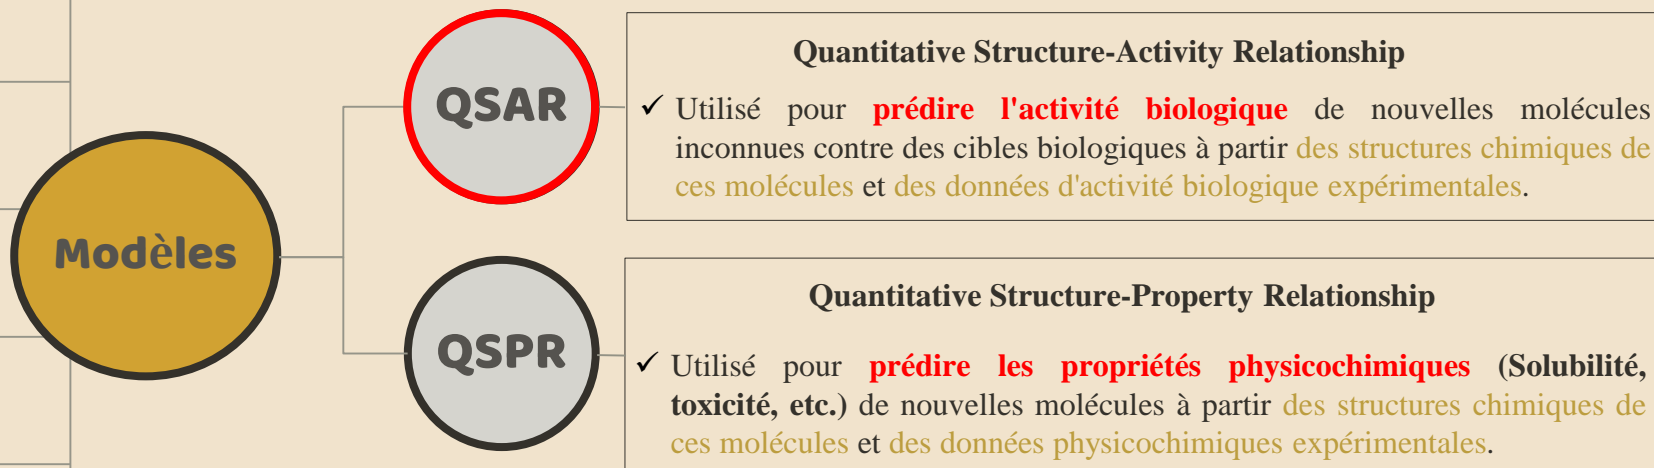 Modèles
QSAR
Quantitative Structure-Activity Relationship
✓ Utilisé pour prédire l'activité biologique de nouvelles molécules
inconnues contre des cibles biologiques à partir des structures chimiques de
ces molécules et des données d'activité biologique expérimentales.
QSPR
Quantitative Structure-Property Relationship
✓ Utilisé pour prédire les propriétés physicochimiques (Solubilité,
toxicité, etc.) de nouvelles molécules à partir des structures chimiques de
ces molécules et des données physicochimiques expérimentales.